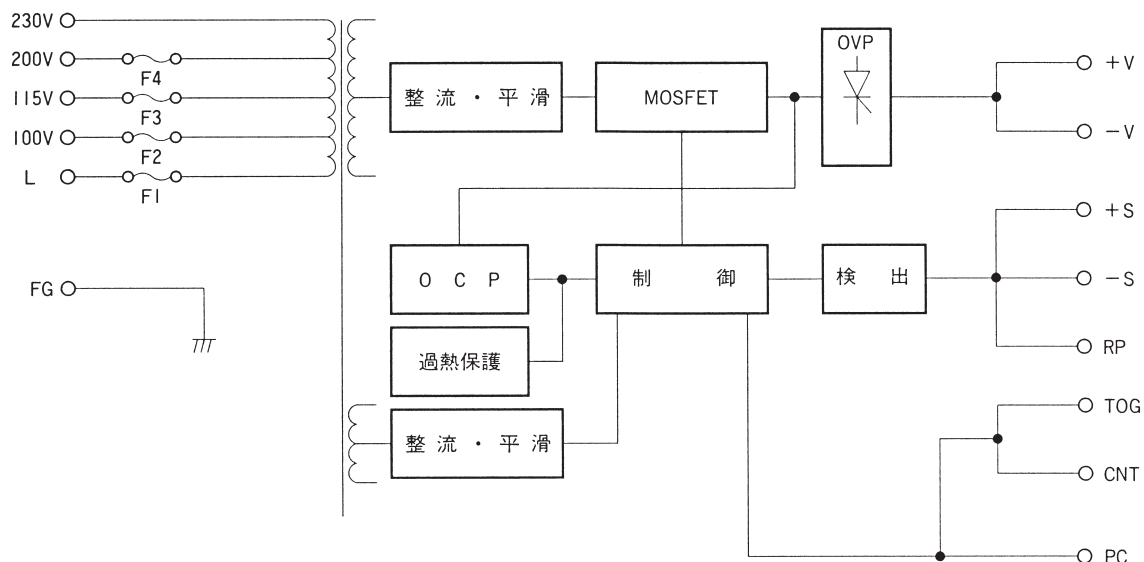 230V
200V
F4
115V
F3
100V
F2
L
F1
FG
整流・平滑
MOSFET
OVP
+V
−V
OCP
制御
検出
+S
−S
RP
過熱保護
整流・平滑
TOG
CNT
PC